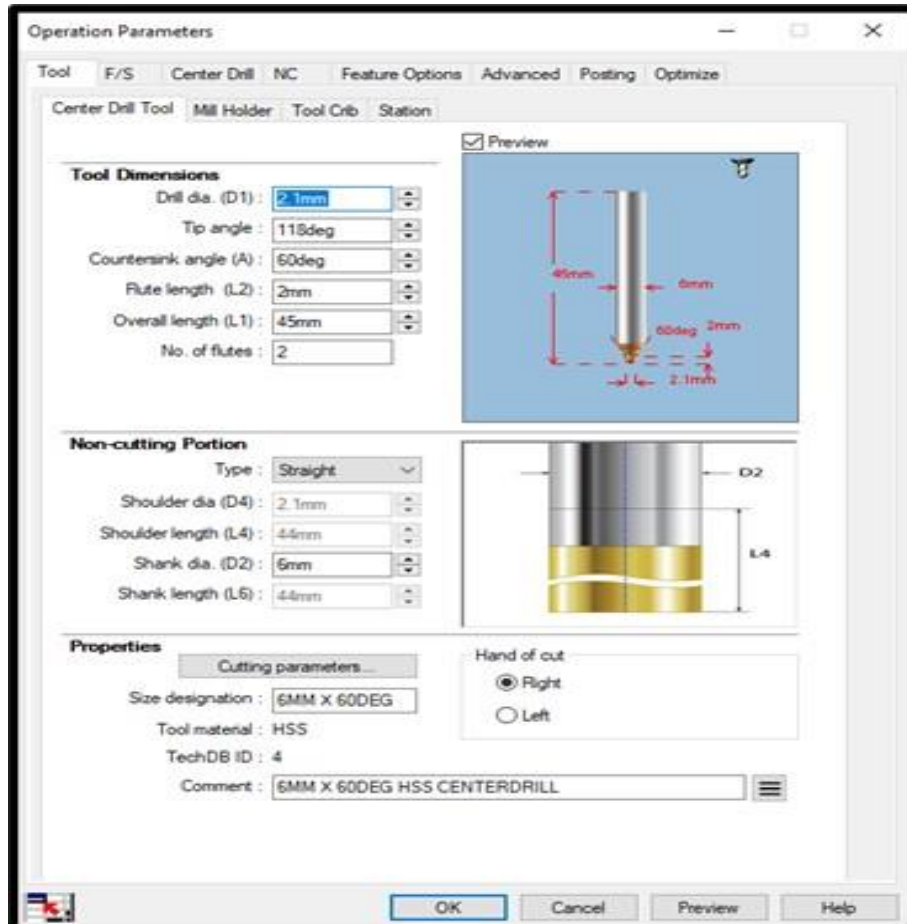 Operation Parameters
Tool F/S Center Drill NC Feature Options Advanced Posting Optimize
Center Drill Tool Mill Holder Tool Crib Station
Preview
Tool Dimensions
Drill dia. (D1) : 2.1mm
Tip angle : 118deg
Countersink angle (A) : 60deg
Flute length (L2) : 2mm
Overall length (L1) : 45mm
No. of flutes : 2
45mm
6mm
60deg 2mm
2.1mm
Non-cutting Portion
Type : Straight
Shoulder dia (D4) : 2.1mm
Shoulder length (L4) : 44mm
Shank dia. (D2) : 6mm
Shank length (L6) : 44mm
D2
L4
Properties
Cutting parameters...
Size designation : 6MM X 60DEG
Tool material : HSS
TechDB ID : 4
Comment : 6MM X 60DEG HSS CENTERDRILL
Hand of cut
Right
Left
OK Cancel Preview Help